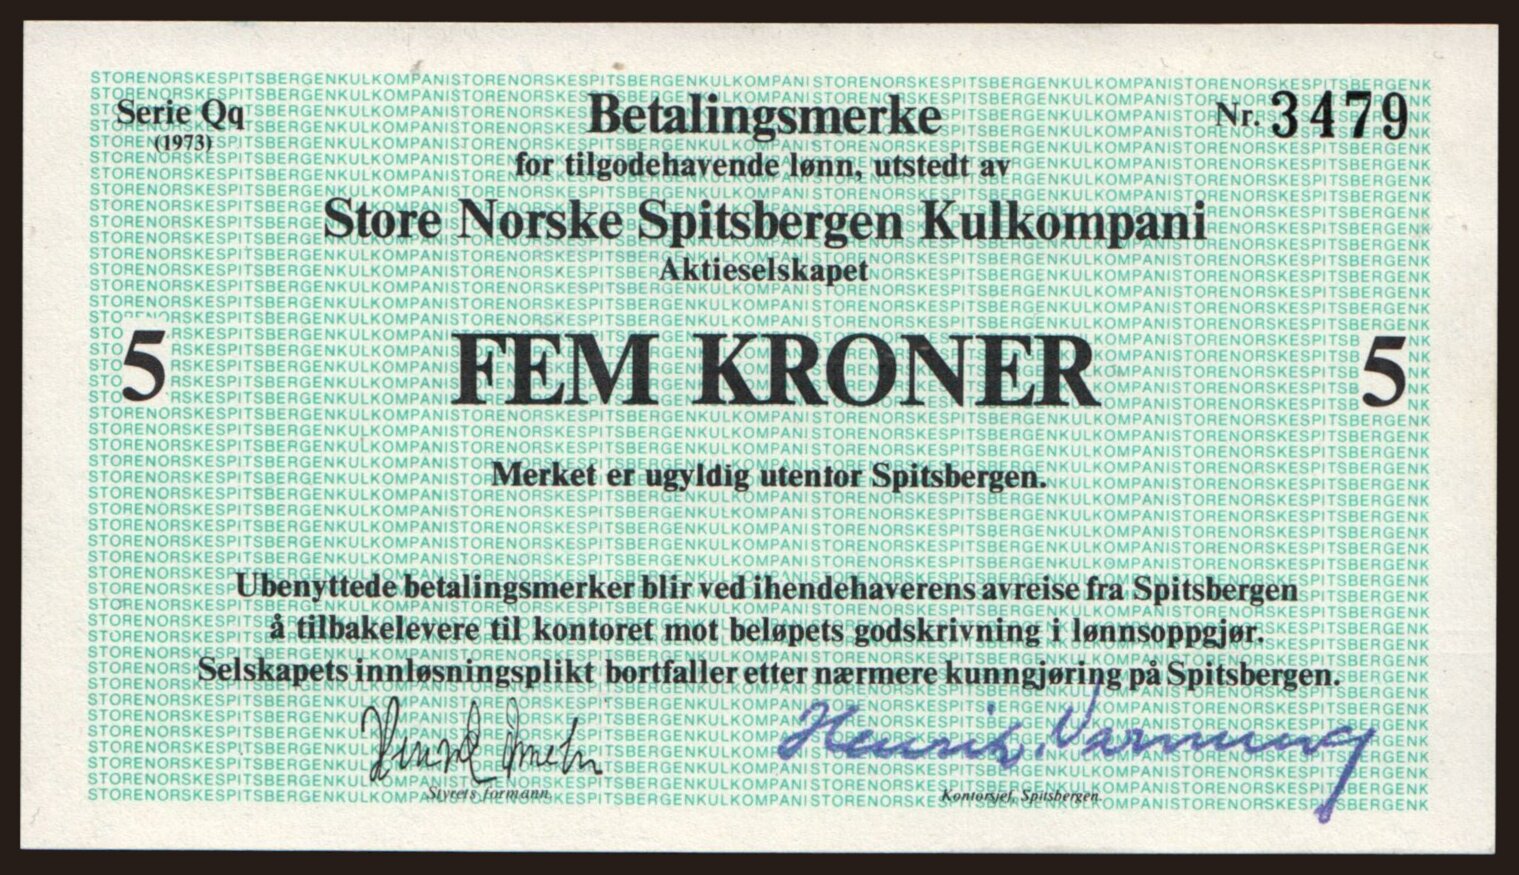 Serie Qq
(1973)
Betalingsmerke
Nr. 3479
for tilgodehavende lønn, utstedt av
Store Norske Spitsbergen Kulkompani
Aktieselskapet
5 FEM KRONER 5
Merket er ugyldig utenfor Spitsbergen.
Ubenyttede betalingsmerker blir ved ihendehaverens avreise fra Spitsbergen
å tilbakelevere til kontoret mot beløpets godskrivning i lønnsoppgjør.
Selskapets innløsningsplikt bortfaller etter nærmere kunngjøring på Spitsbergen.
Henrik Varming
Styrets formann.
Kontorsjef, Spitsbergen.